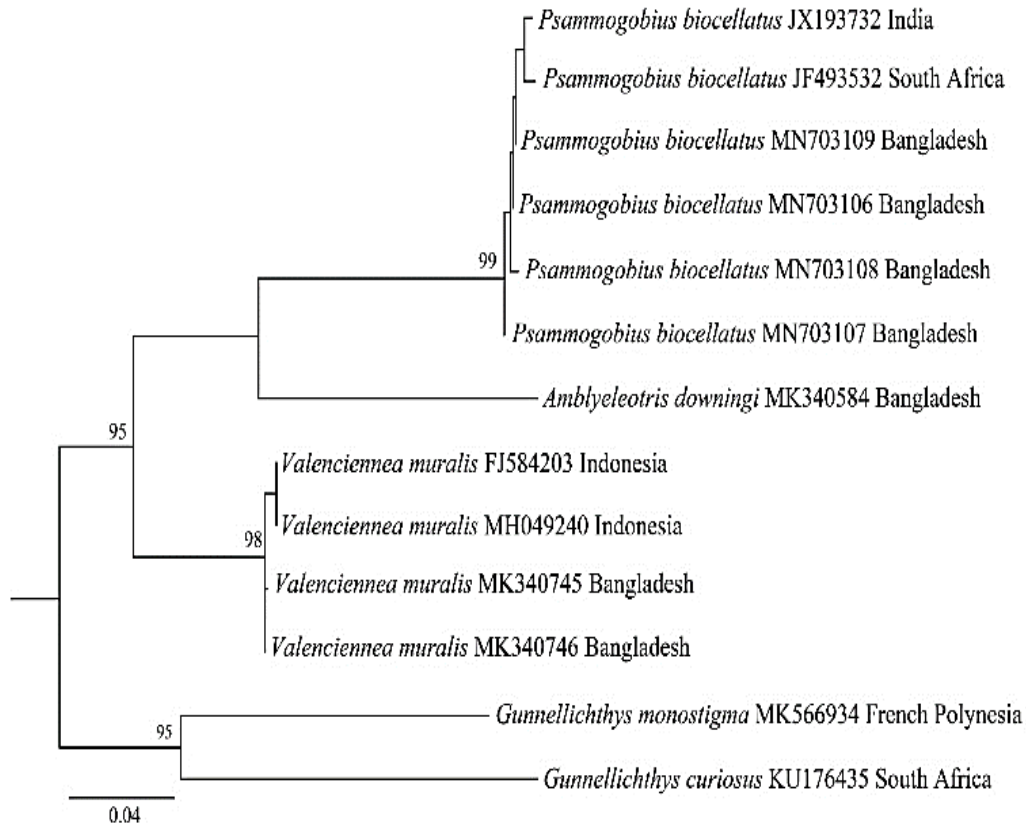 Psammogobius biocellatus JX193732 India
Psammogobius biocellatus JF493532 South Africa
Psammogobius biocellatus MN703109 Bangladesh
Psammogobius biocellatus MN703106 Bangladesh
99
Psammogobius biocellatus MN703108 Bangladesh
Psammogobius biocellatus MN703107 Bangladesh
Amblyeleotris downingi MK340584 Bangladesh
95
Valenciennea muralis FJ584203 Indonesia
Valenciennea muralis MH049240 Indonesia
98
Valenciennea muralis MK340745 Bangladesh
Valenciennea muralis MK340746 Bangladesh
Gunnellichthys monostigma MK566934 French Polynesia
95
Gunnellichthys curiosus KU176435 South Africa
0.04